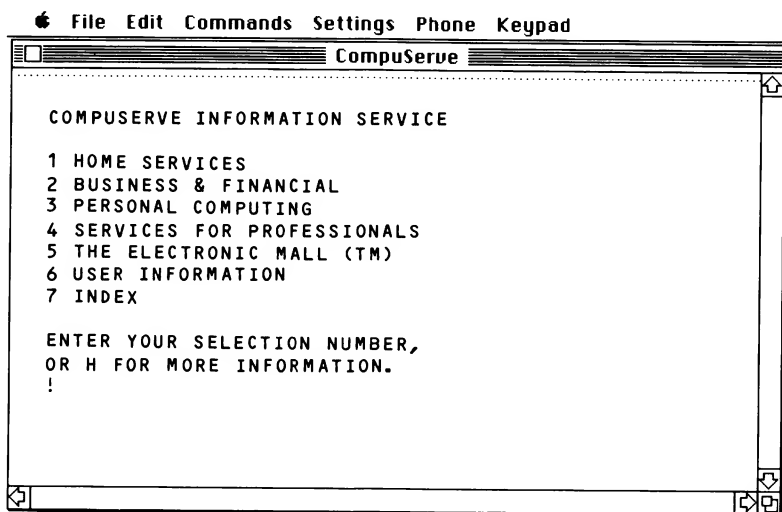 File Edit Commands Settings Phone Keypad
CompuServe
COMPUSERVE INFORMATION SERVICE
1 HOME SERVICES
2 BUSINESS & FINANCIAL
3 PERSONAL COMPUTING
4 SERVICES FOR PROFESSIONALS
5 THE ELECTRONIC MALL (TM)
6 USER INFORMATION
7 INDEX
ENTER YOUR SELECTION NUMBER,
OR H FOR MORE INFORMATION.
!